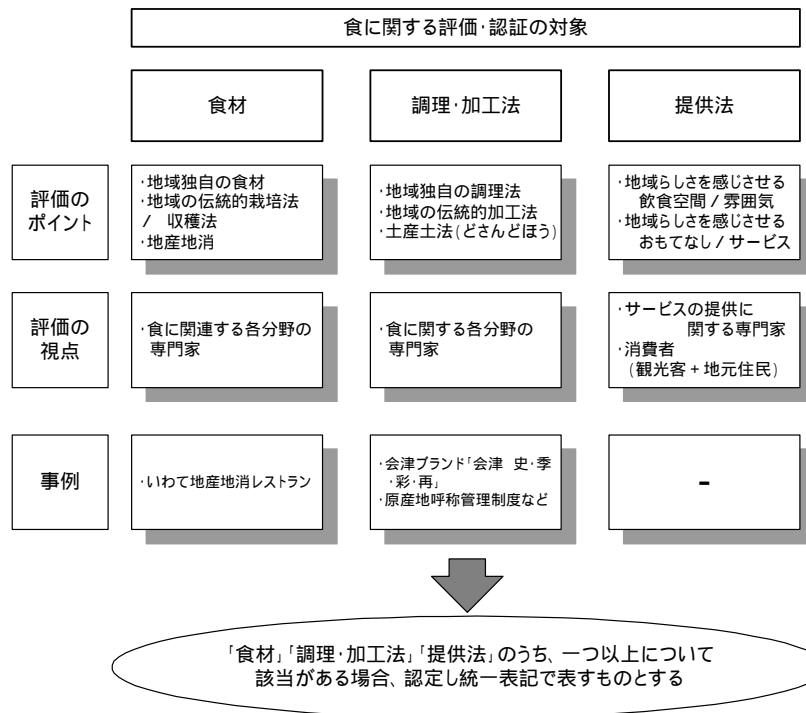 食に関する評価・認証の対象
食材
調理・加工法
提供法
評価の
ポイント
・地域独自の食材
・地域の伝統的栽培法
/ 収穫法
・地産地消
・地域独自の調理法
・地域の伝統的加工法
・土産土法(どさんどほう)
・地域らしさを感じさせる
飲食空間/雰囲気
・地域らしさを感じさせる
おもてなし/サービス
評価の
視点
・食に関連する各分野の
専門家
・食に関する各分野の
専門家
・サービスの提供に
関する専門家
・消費者
(観光客+地元住民)
事例
・いわて地産地消レストラン
・会津ブランド「会津 史・季
・彩・再」
・原産地呼称管理制度など
-
「食材」「調理・加工法」「提供法」のうち、一つ以上について
該当がある場合、認定し統一表記で表すものとする